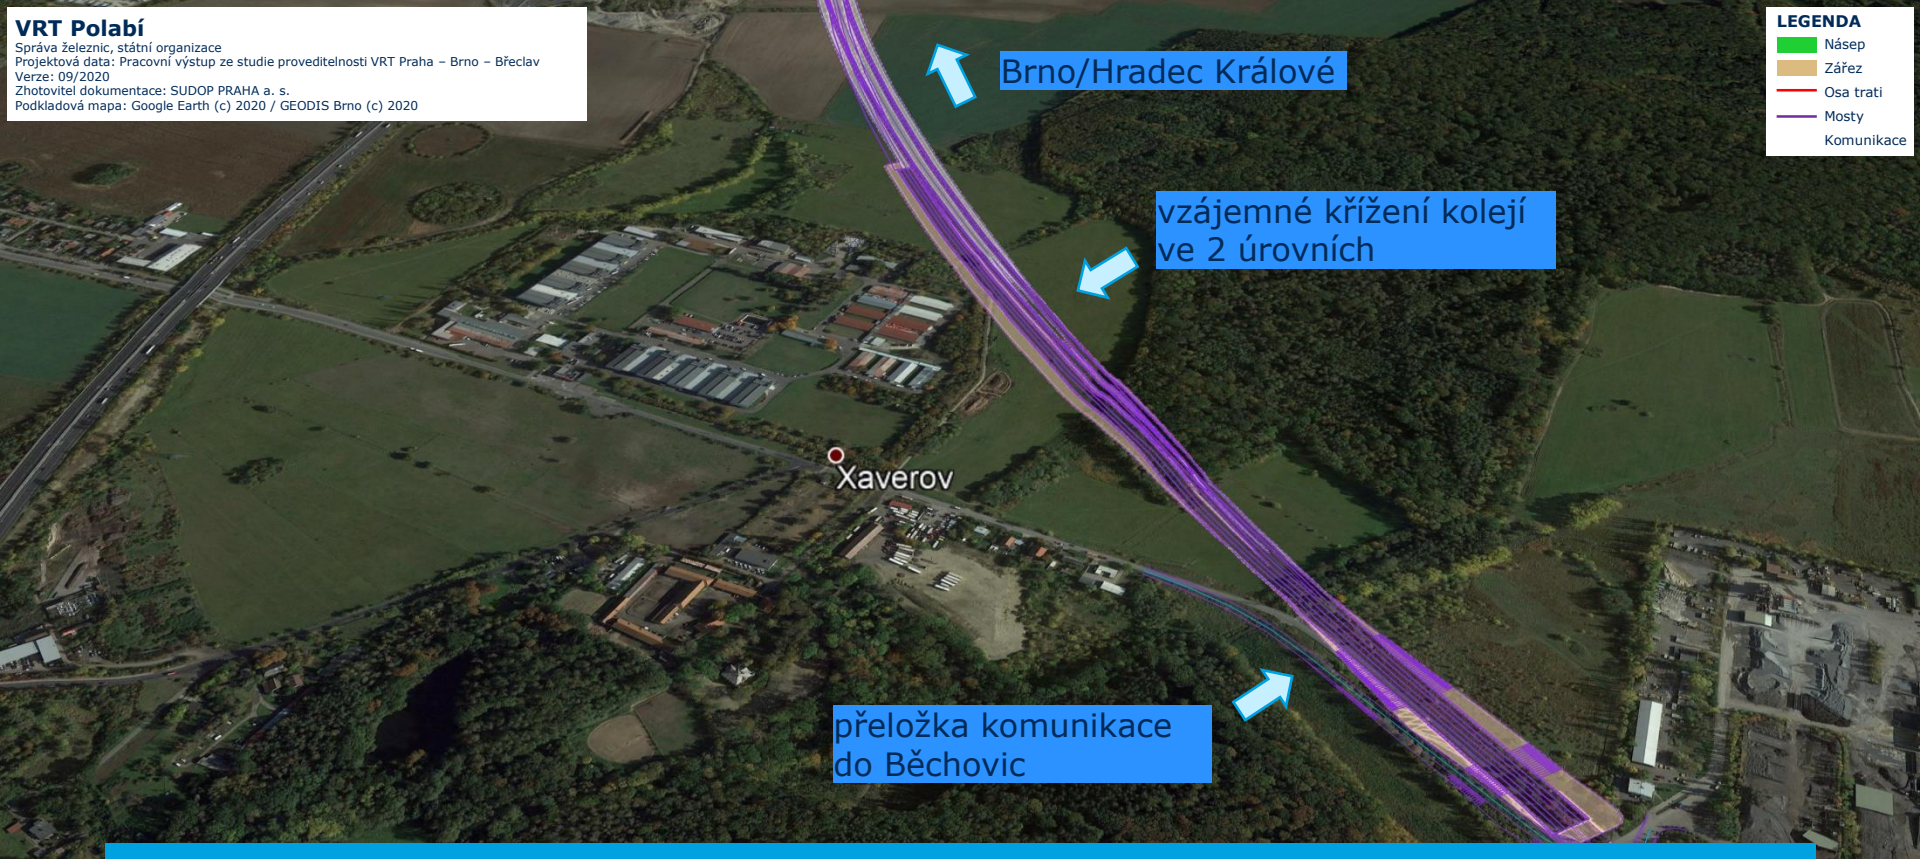 VRT Polabí
Správa železnic, státní organizace
Projektová data: Pracovní výstup ze studie proveditelnosti VRT Praha – Brno – Břeclav
Verze: 09/2020
Zhotovitel dokumentace: SUDOP PRAHA a. s.
Podkladová mapa: Google Earth (c) 2020 / GEODIS Brno (c) 2020
LEGENDA
Násep
Zářez
Osa trati
Mosty
Komunikace
Brno/Hradec Králové
vzájemné křížení kolejí
ve 2 úrovních
Xaverov
přeložka komunikace
do Běchovic